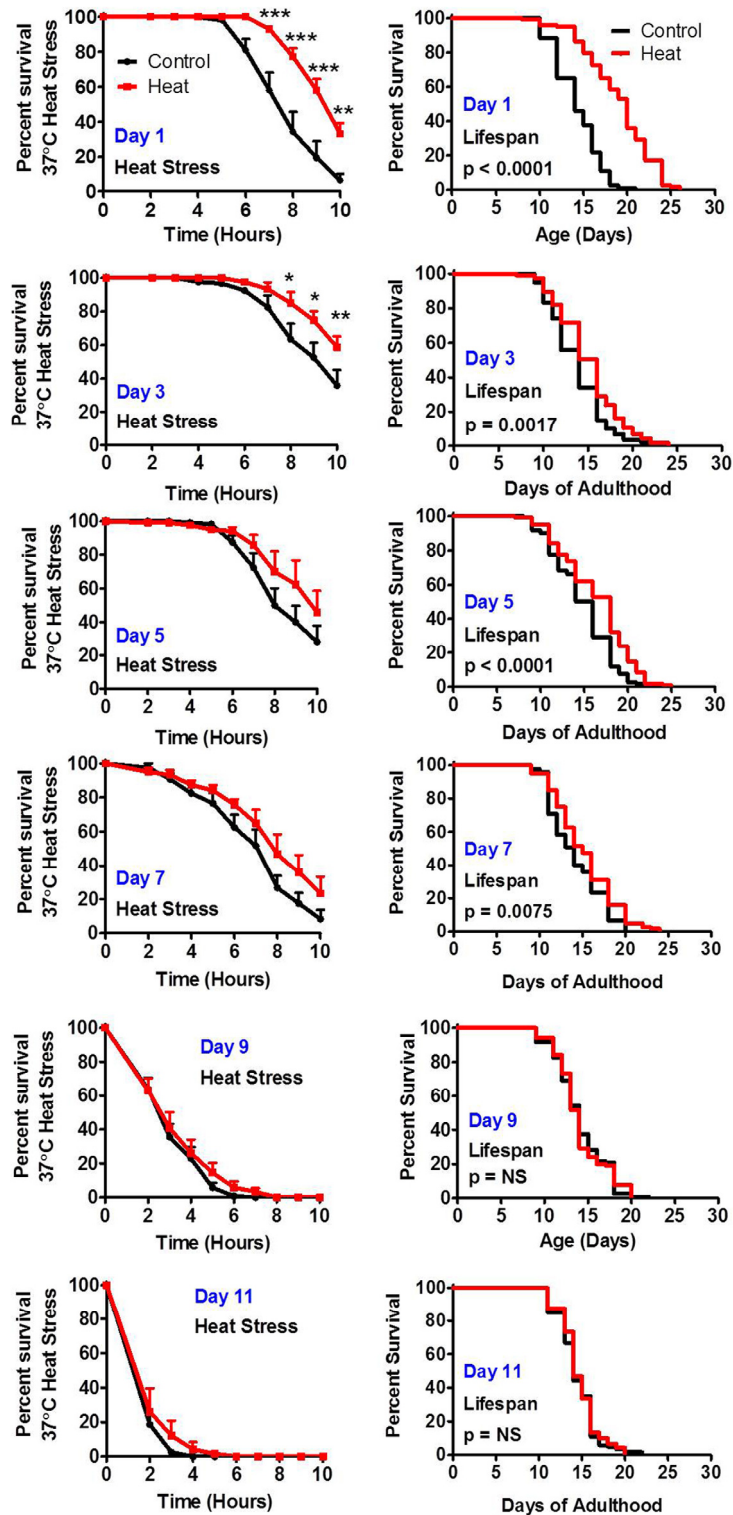 Percent survival
37°C Heat Stress
100
80
60
40
20
0
***
***
***
**
Control
Heat
Day 1
Heat Stress
0 2 4 6 8 10
Time (Hours)
Percent Survival
100
80
60
40
20
0
Control
Heat
Day 1
Lifespan
p < 0.0001
0 5 10 15 20 25 30
Age (Days)
Percent survival
37°C Heat Stress
100
80
60
40
20
0
*
*
**
Day 3
Heat Stress
0 2 4 6 8 10
Time (Hours)
Percent Survival
100
80
60
40
20
0
Day 3
Lifespan
p = 0.0017
0 5 10 15 20 25 30
Days of Adulthood
Percent survival
37°C Heat Stress
100
80
60
40
20
0
Day 5
Heat Stress
0 2 4 6 8 10
Time (Hours)
Percent Survival
100
80
60
40
20
0
Day 5
Lifespan
p < 0.0001
0 5 10 15 20 25 30
Days of Adulthood
Percent survival
37°C Heat Stress
100
80
60
40
20
0
Day 7
Heat Stress
0 2 4 6 8 10
Time (Hours)
Percent Survival
100
80
60
40
20
0
Day 7
Lifespan
p = 0.0075
0 5 10 15 20 25 30
Days of Adulthood
Percent survival
37°C Heat Stress
100
80
60
40
20
0
Day 9
Heat Stress
0 2 4 6 8 10
Time (Hours)
Percent Survival
100
80
60
40
20
0
Day 9
Lifespan
p = NS
0 5 10 15 20 25 30
Age (Days)
Percent survival
37°C Heat Stress
100
80
60
40
20
0
Day 11
Heat Stress
0 2 4 6 8 10
Time (Hours)
Percent Survival
100
80
60
40
20
0
Day 11
Lifespan
p = NS
0 5 10 15 20 25 30
Days of Adulthood